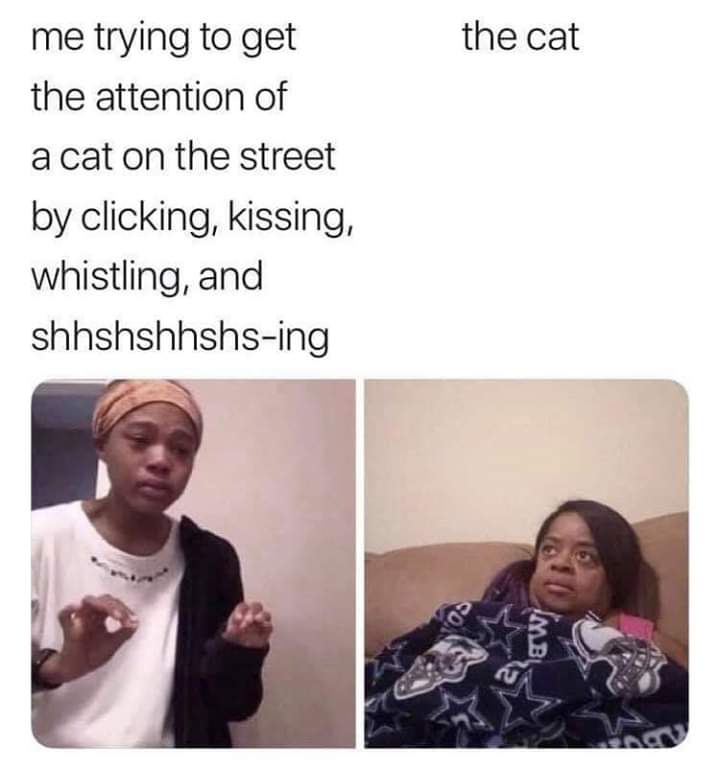 me trying to get
the attention of
a cat on the street
by clicking, kissing,
whistling, and
shhshshhshs-ing
the cat